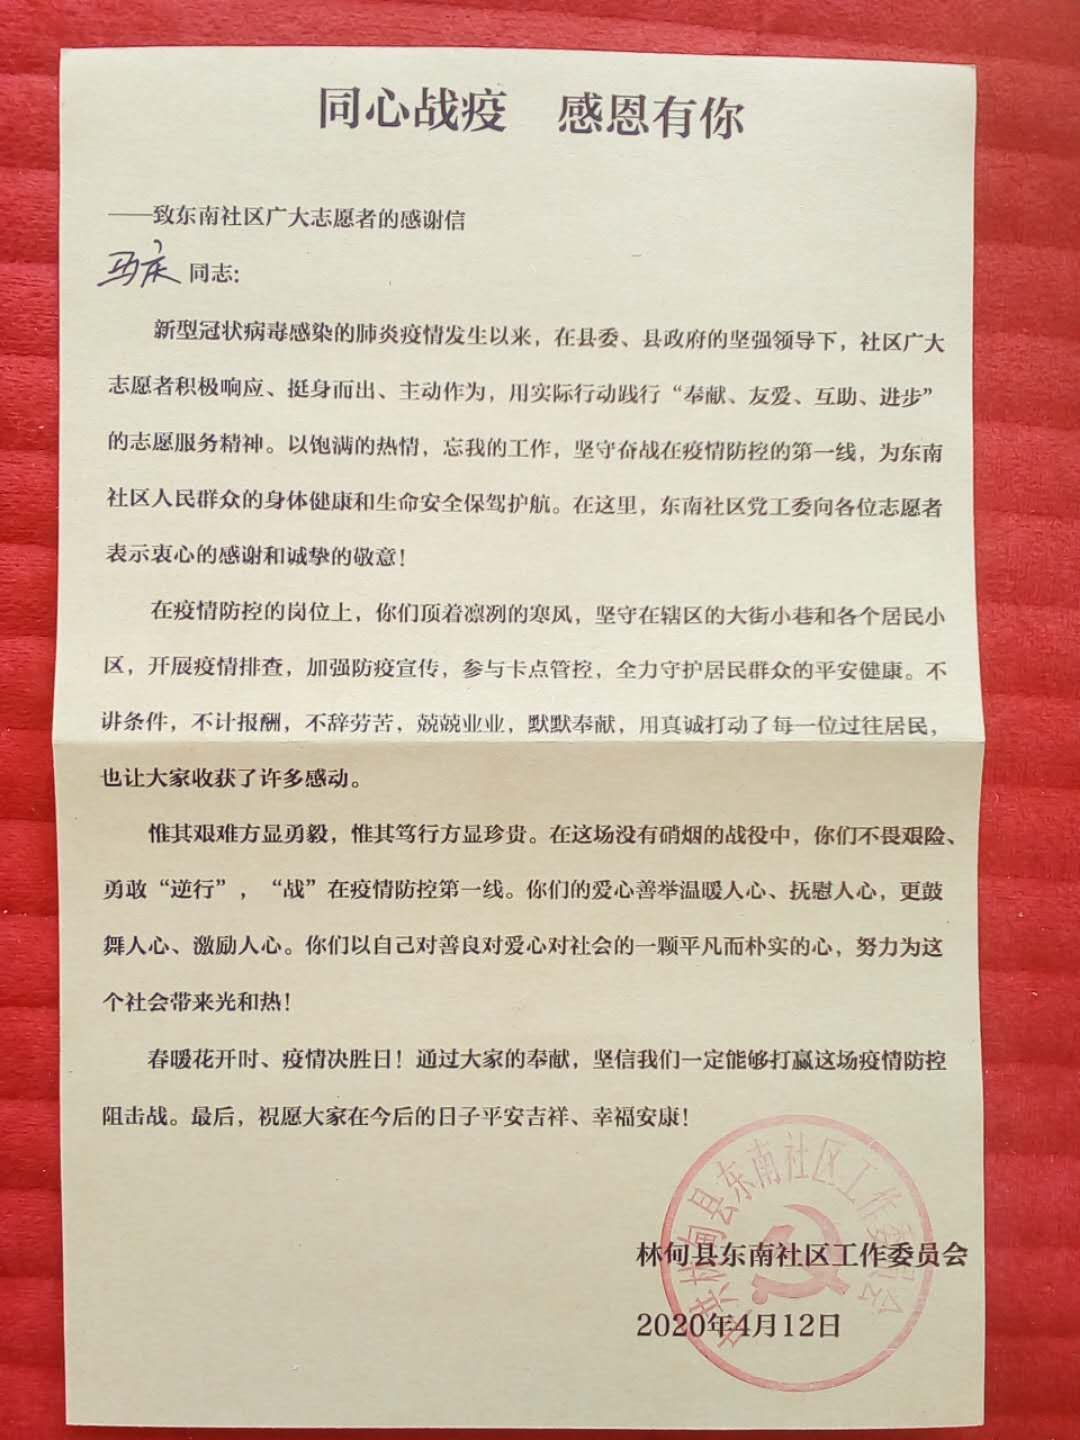 同心战疫　感恩有你
——致东南社区广大志愿者的感谢信
马庆 同志：
新型冠状病毒感染的肺炎疫情发生以来，在县委、县政府的坚强领导下，社区广大
志愿者积极响应、挺身而出、主动作为，用实际行动践行“奉献、友爱、互助、进步”
的志愿服务精神。以饱满的热情，忘我的工作，坚守奋战在疫情防控的第一线，为东南
社区人民群众的身体健康和生命安全保驾护航。在这里，东南社区党工委向各位志愿者
表示衷心的感谢和诚挚的敬意！
在疫情防控的岗位上，你们顶着凛冽的寒风，坚守在辖区的大街小巷和各个居民小
区，开展疫情排查，加强防疫宣传，参与卡点管控，全力守护居民群众的平安健康。不
讲条件，不计报酬，不辞劳苦，兢兢业业，默默奉献，用真诚打动了每一位过往居民，
也让大家收获了许多感动。
惟其艰难方显勇毅，惟其笃行方显珍贵。在这场没有硝烟的战役中，你们不畏艰险、
勇敢“逆行”，“战”在疫情防控第一线。你们的爱心善举温暖人心、抚慰人心，更鼓
舞人心、激励人心。你们以自己对善良对爱心对社会的一颗平凡而朴实的心，努力为这
个社会带来光和热！
春暖花开时、疫情决胜日！通过大家的奉献，坚信我们一定能够打赢这场疫情防控
阻击战。最后，祝愿大家在今后的日子平安吉祥、幸福安康！
中共林甸县东南社区工作委员会
林甸县东南社区工作委员会
2020年4月12日